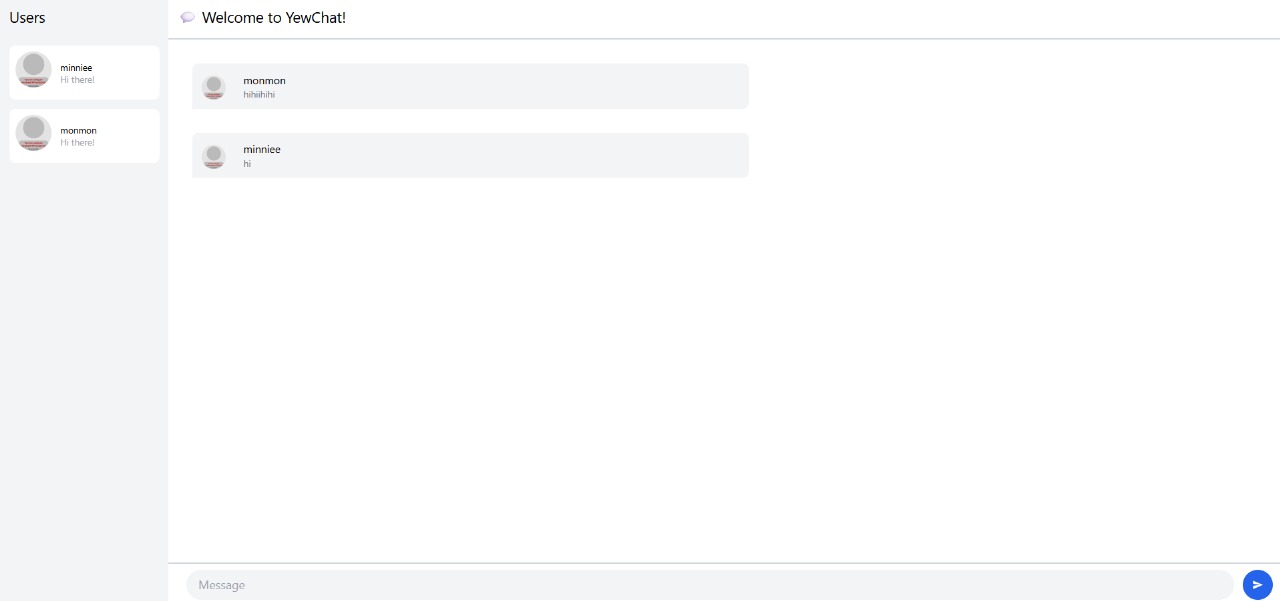 Users
minniee
Hi there!
monmon
Hi there!
Welcome to YewChat!
monmon
hihiihihi
minniee
hi
Message